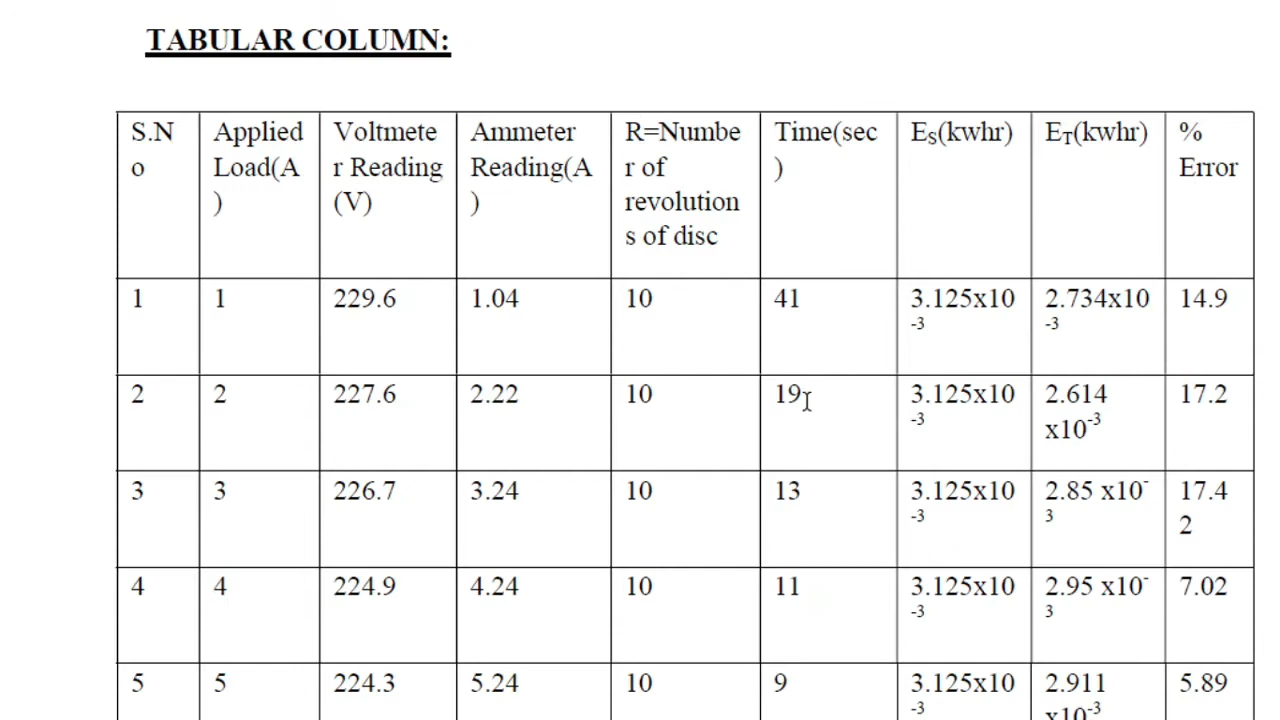 TABULAR COLUMN:
S.N
o
Applied
Load(A
)
Voltmete
r Reading
(V)
Ammeter
Reading(A
)
R=Numbe
r of
revolution
s of disc
Time(sec
)
ES(kwhr)
ET(kwhr)
%
Error
1
1
229.6
1.04
10
41
3.125x10
-3
2.734x10
-3
14.9
2
2
227.6
2.22
10
19
3.125x10
-3
2.614
x10-3
17.2
3
3
226.7
3.24
10
13
3.125x10
-3
2.85 x10-
3
17.4
2
4
4
224.9
4.24
10
11
3.125x10
-3
2.95 x10-
3
7.02
5
5
224.3
5.24
10
9
3.125x10
-3
2.911
x10-3
5.89